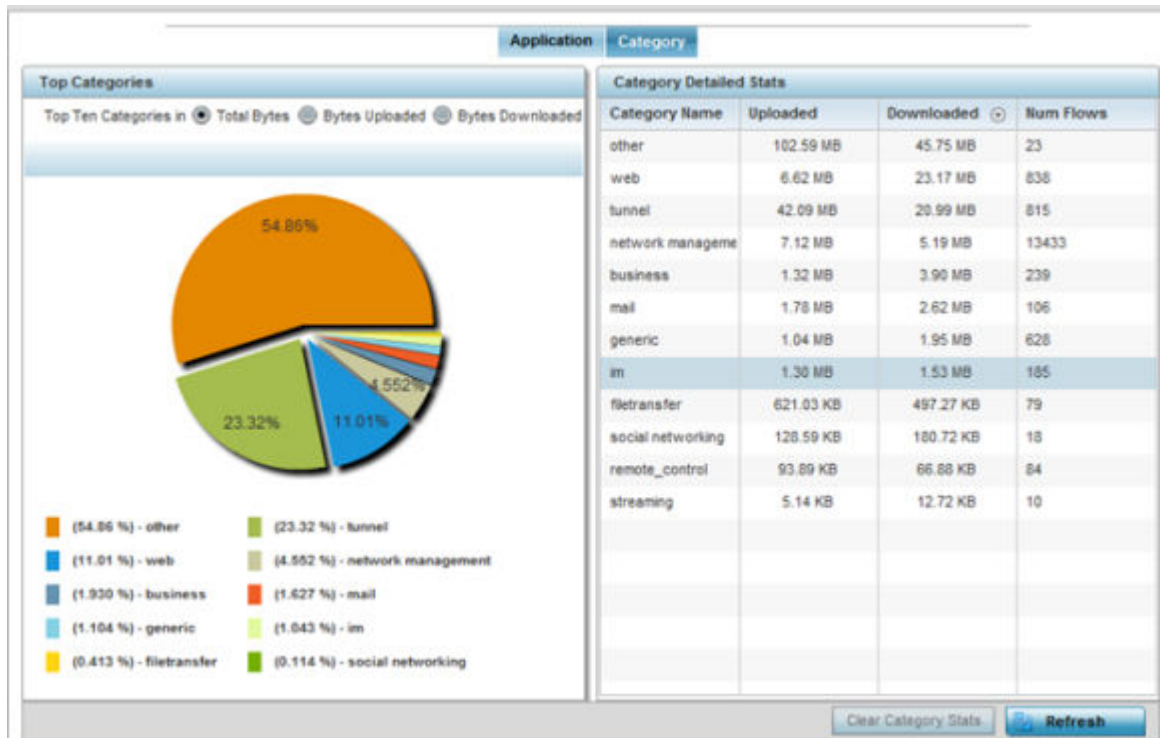 Application Category
Top Categories
Top Ten Categories in Total Bytes Bytes Uploaded Bytes Downloaded
54.86%
4.552%
23.32%
11.01%
(54.86 %) - other
(23.32 %) - tunnel
(11.01 %) - web
(4.552 %) - network management
(1.930 %) - business
(1.627 %) - mail
(1.104 %) - generic
(1.043 %) - im
(0.413 %) - filetransfer
(0.114 %) - social networking
Category Detailed Stats
Category Name Uploaded Downloaded Num Flows
other 102.59 MB 45.75 MB 23
web 6.62 MB 23.17 MB 838
tunnel 42.09 MB 20.99 MB 815
network manageme 7.12 MB 5.19 MB 13433
business 1.32 MB 3.90 MB 239
mail 1.78 MB 2.62 MB 106
generic 1.04 MB 1.95 MB 628
im 1.30 MB 1.53 MB 185
filetransfer 621.03 KB 497.27 KB 79
social networking 128.59 KB 180.72 KB 18
remote_control 93.89 KB 66.88 KB 84
streaming 5.14 KB 12.72 KB 10
Clear Category Stats Refresh